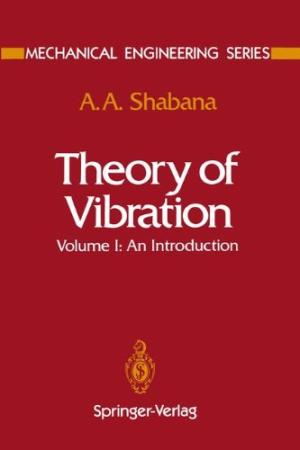 MECHANICAL ENGINEERING SERIES
A.A. Shabana
Theory of
Vibration
Volume I: An Introduction
Springer-Verlag